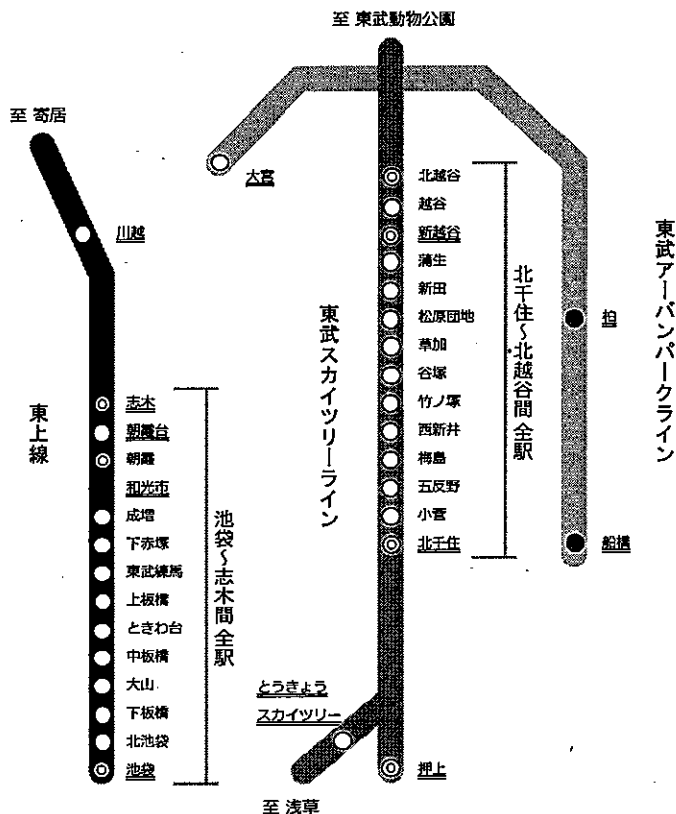 至 東武動物公園
至 寄居
大宮
川越
北越谷
越谷
新越谷
蒲生
新田
松原団地
草加
谷塚
竹ノ塚
西新井
梅島
五反野
小菅
北千住
北千住〜北越谷間 全駅
東武スカイツリーライン
東武アーバンパークライン
柏
船橋
東上線
志木
朝霞台
朝霞
和光市
成増
下赤塚
東武練馬
上板橋
ときわ台
中板橋
大山
下板橋
北池袋
池袋
池袋〜志木間 全駅
とうきょう
スカイツリー
押上
至 浅草